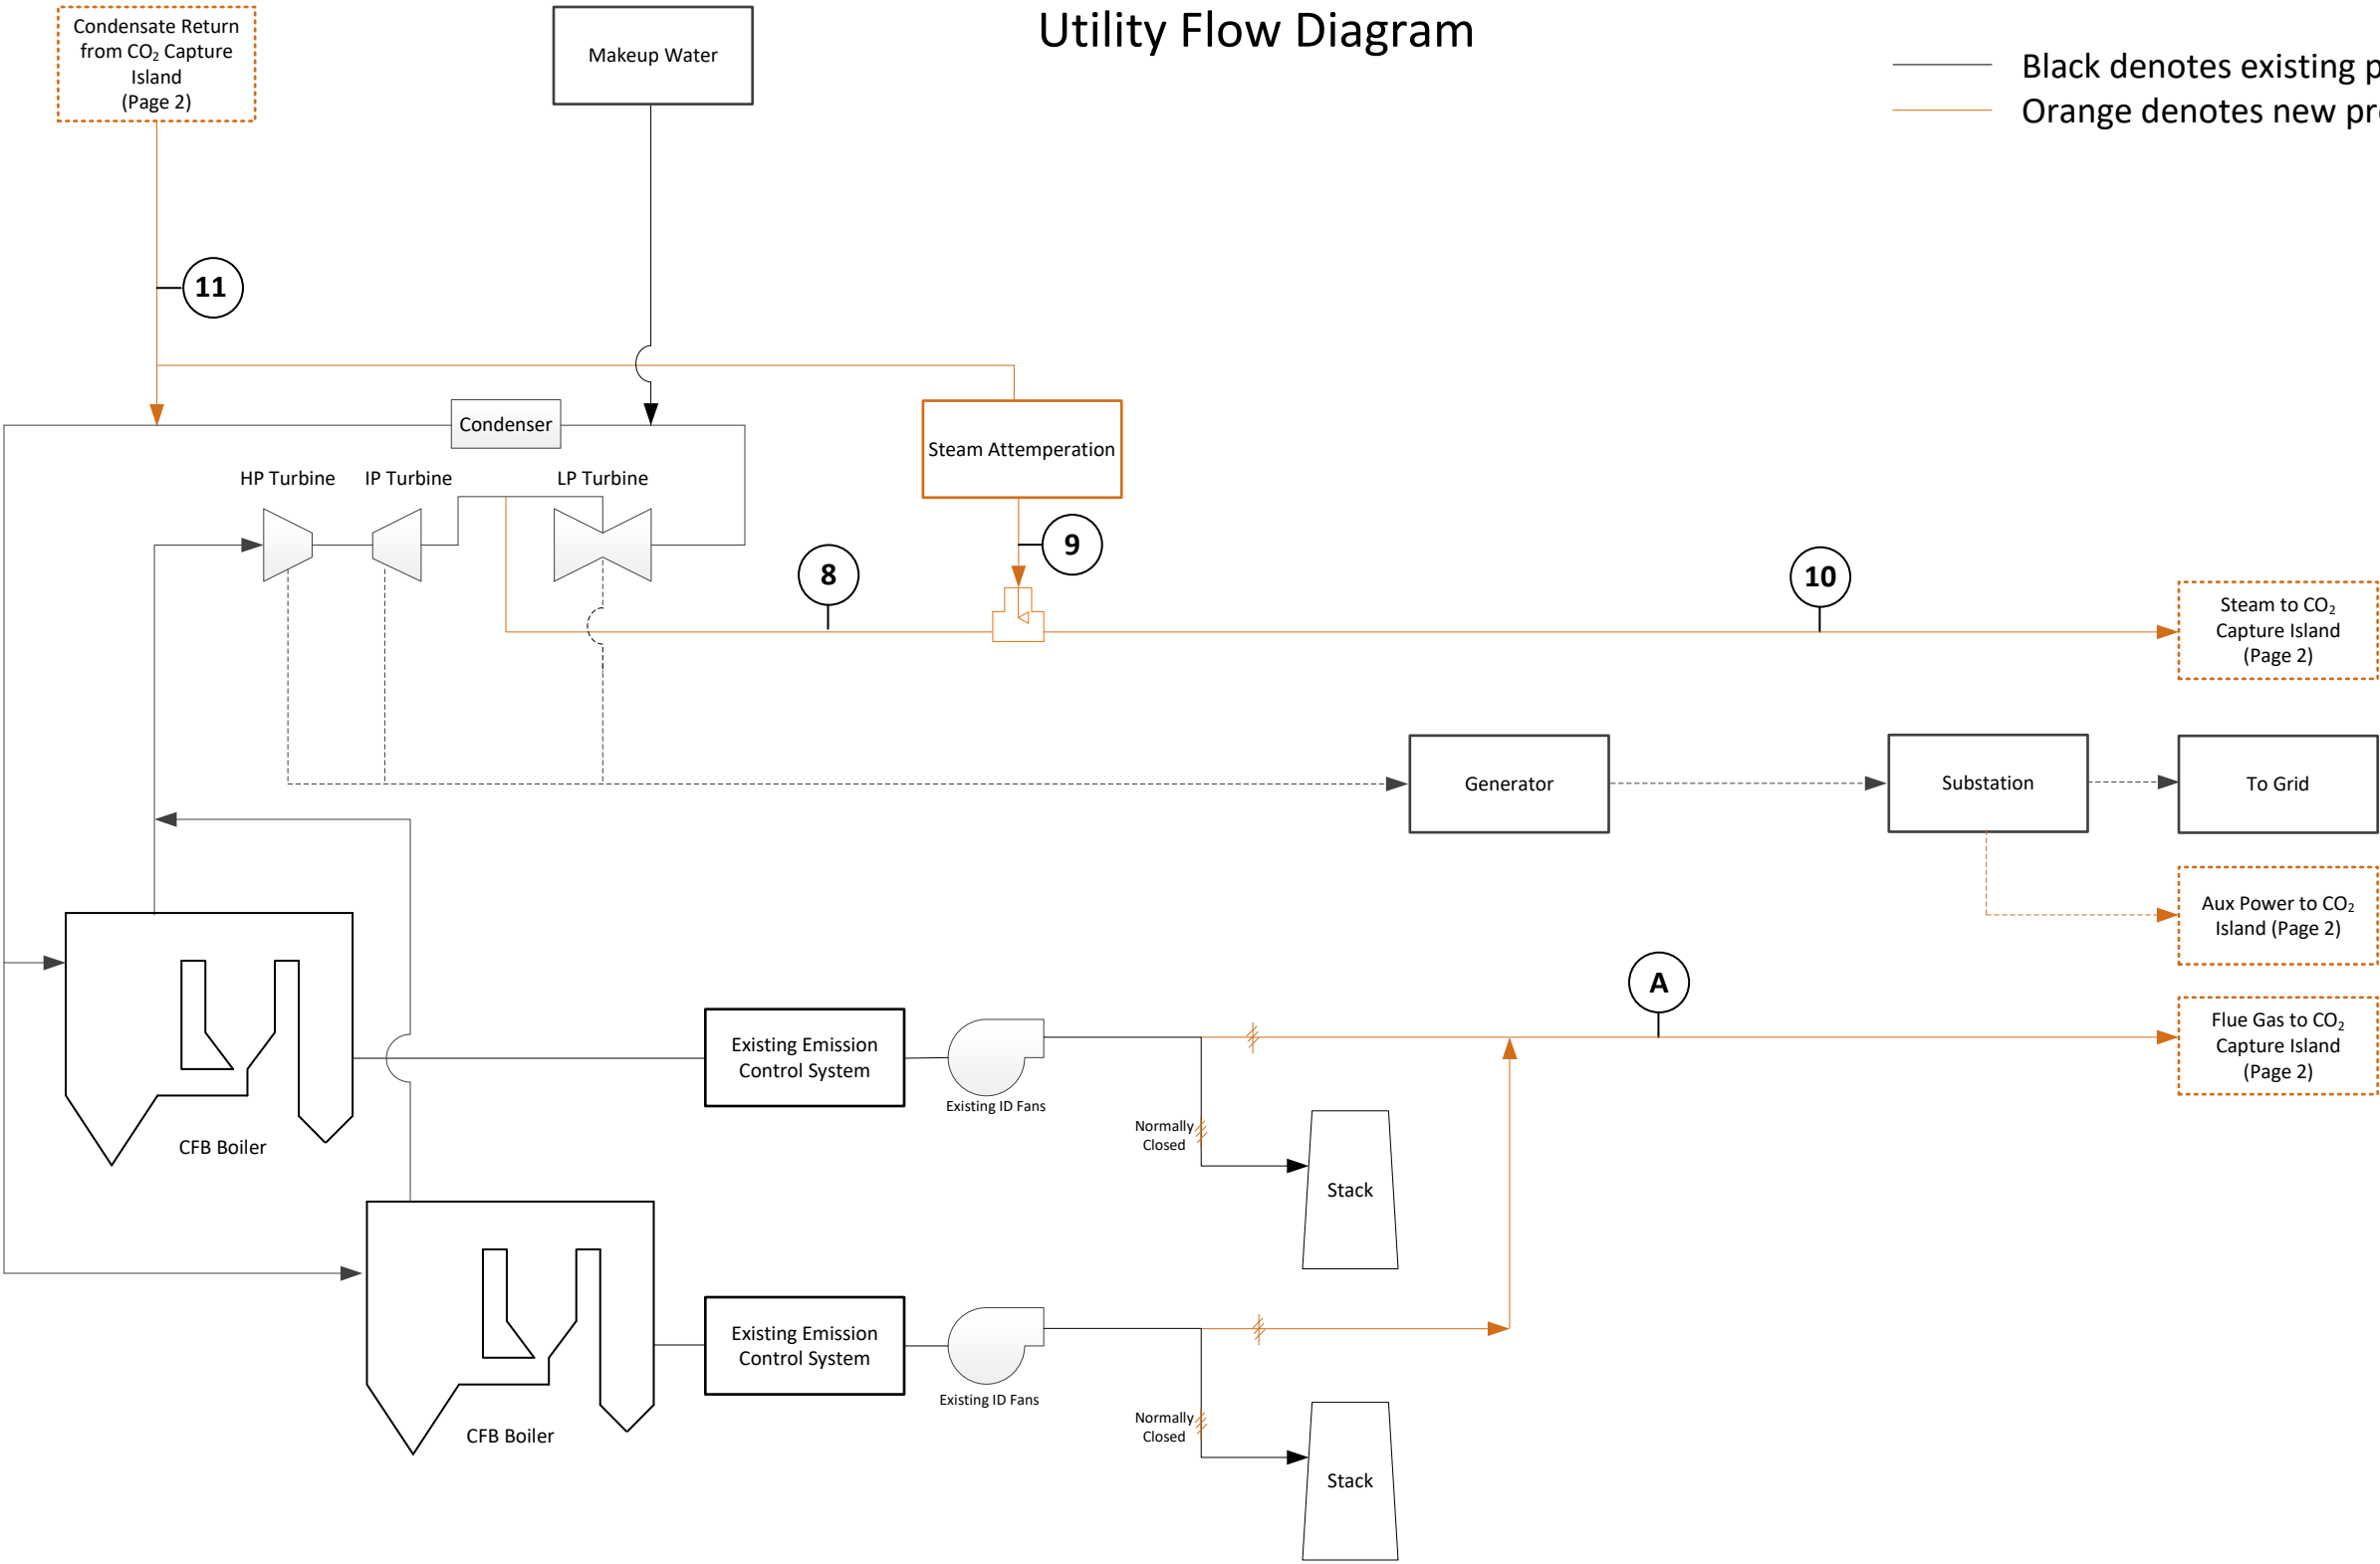 Utility Flow Diagram
Condensate Return
from CO₂ Capture
Island
(Page 2)
Makeup Water
Black denotes existing
Orange denotes new
11
Condenser
Steam Attemperation
HP Turbine
IP Turbine
LP Turbine
8
9
10
Steam to CO₂
Capture Island
(Page 2)
Generator
Substation
To Grid
Aux Power to CO₂
Island (Page 2)
A
Existing Emission
Control System
Existing ID Fans
Flue Gas to CO₂
Capture Island
(Page 2)
CFB Boiler
Normally
Closed
Stack
Existing Emission
Control System
Existing ID Fans
CFB Boiler
Normally
Closed
Stack